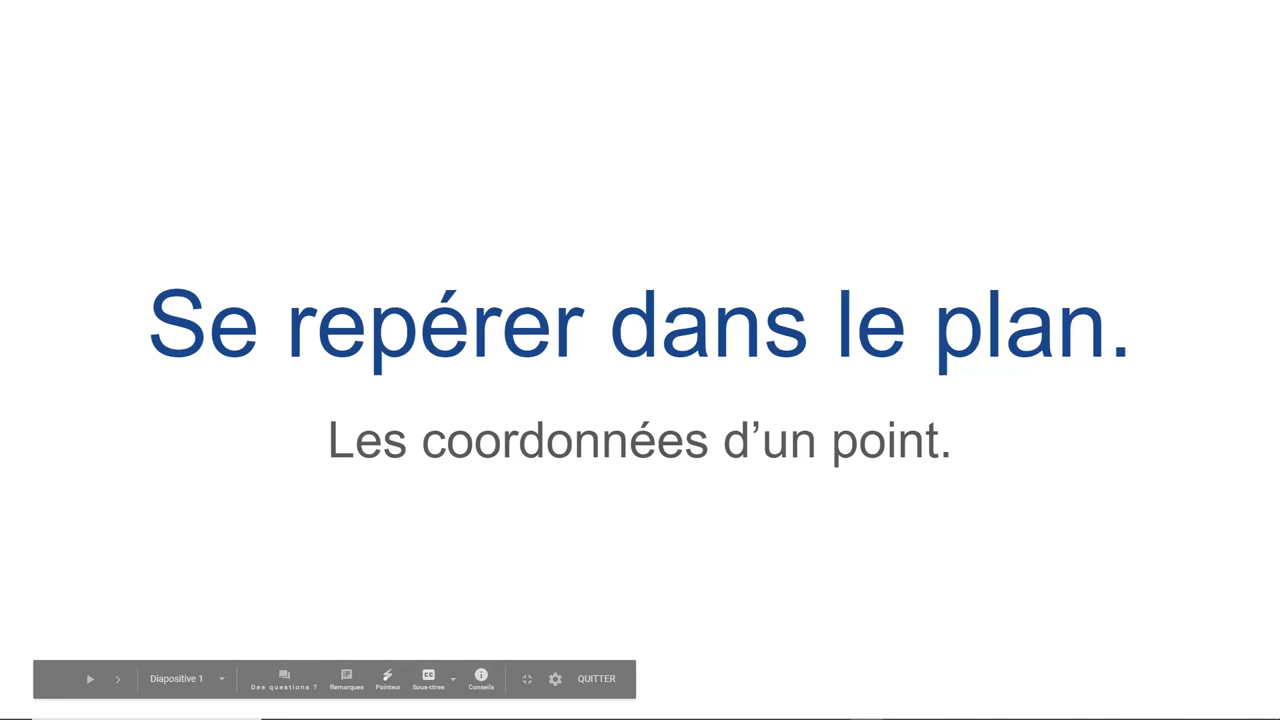 Se repérer dans le plan.
Les coordonnées d’un point.
Diapositive 1
Des questions ?
Remarques
Pointeur
Sous-titres
Conseils
QUITTER